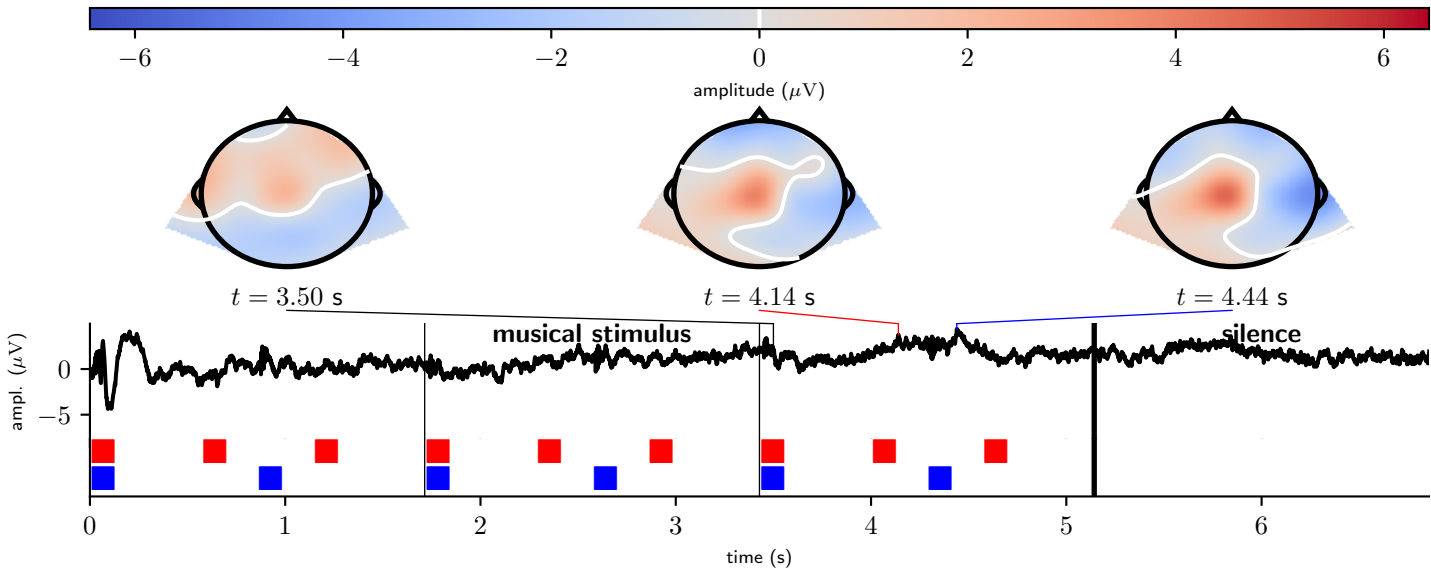 −6 −4 −2 0 2 4 6
amplitude (μV)
t = 3.50 s t = 4.14 s t = 4.44 s
musical stimulus silence
ampl. (μV)
0
−5
0 1 2 3 4 5 6
time (s)